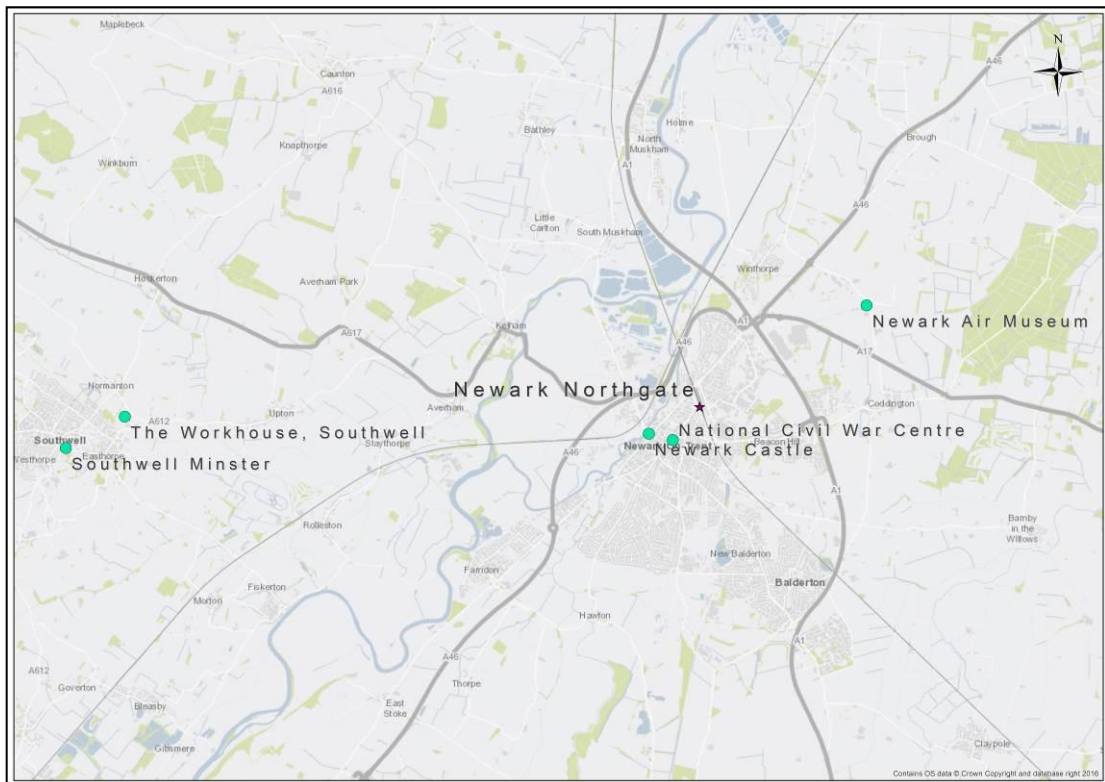 Maplebeck
N
A46
Caunton
A616
Holme
Bathley
North
Muskham
Brough
Knapthorpe
Winkburn
A1
A46
Little
Carlton
South Muskham
Winthorpe
Hockerton
Averham Park
Newark Air Museum
A1
Kelham
A617
A46
A17
Normanton
Newark Northgate
Coddington
Averham
Upton
A612
The Workhouse, Southwell
National Civil War Centre
Southwell
Staythorpe
Beacon Hill
Newark Castle
Westhorpe
Easthorpe
Southwell Minster
A46
A1
Rolleston
Barnby
in the
Willows
New Balderton
Farndon
Balderton
Fiskerton
Morton
Hawton
A1
A46
A612
Thorpe
Goverton
East
Stoke
Bleasby
Gibsmere
Claypole
Contains OS data © Crown Copyright and database right 2016